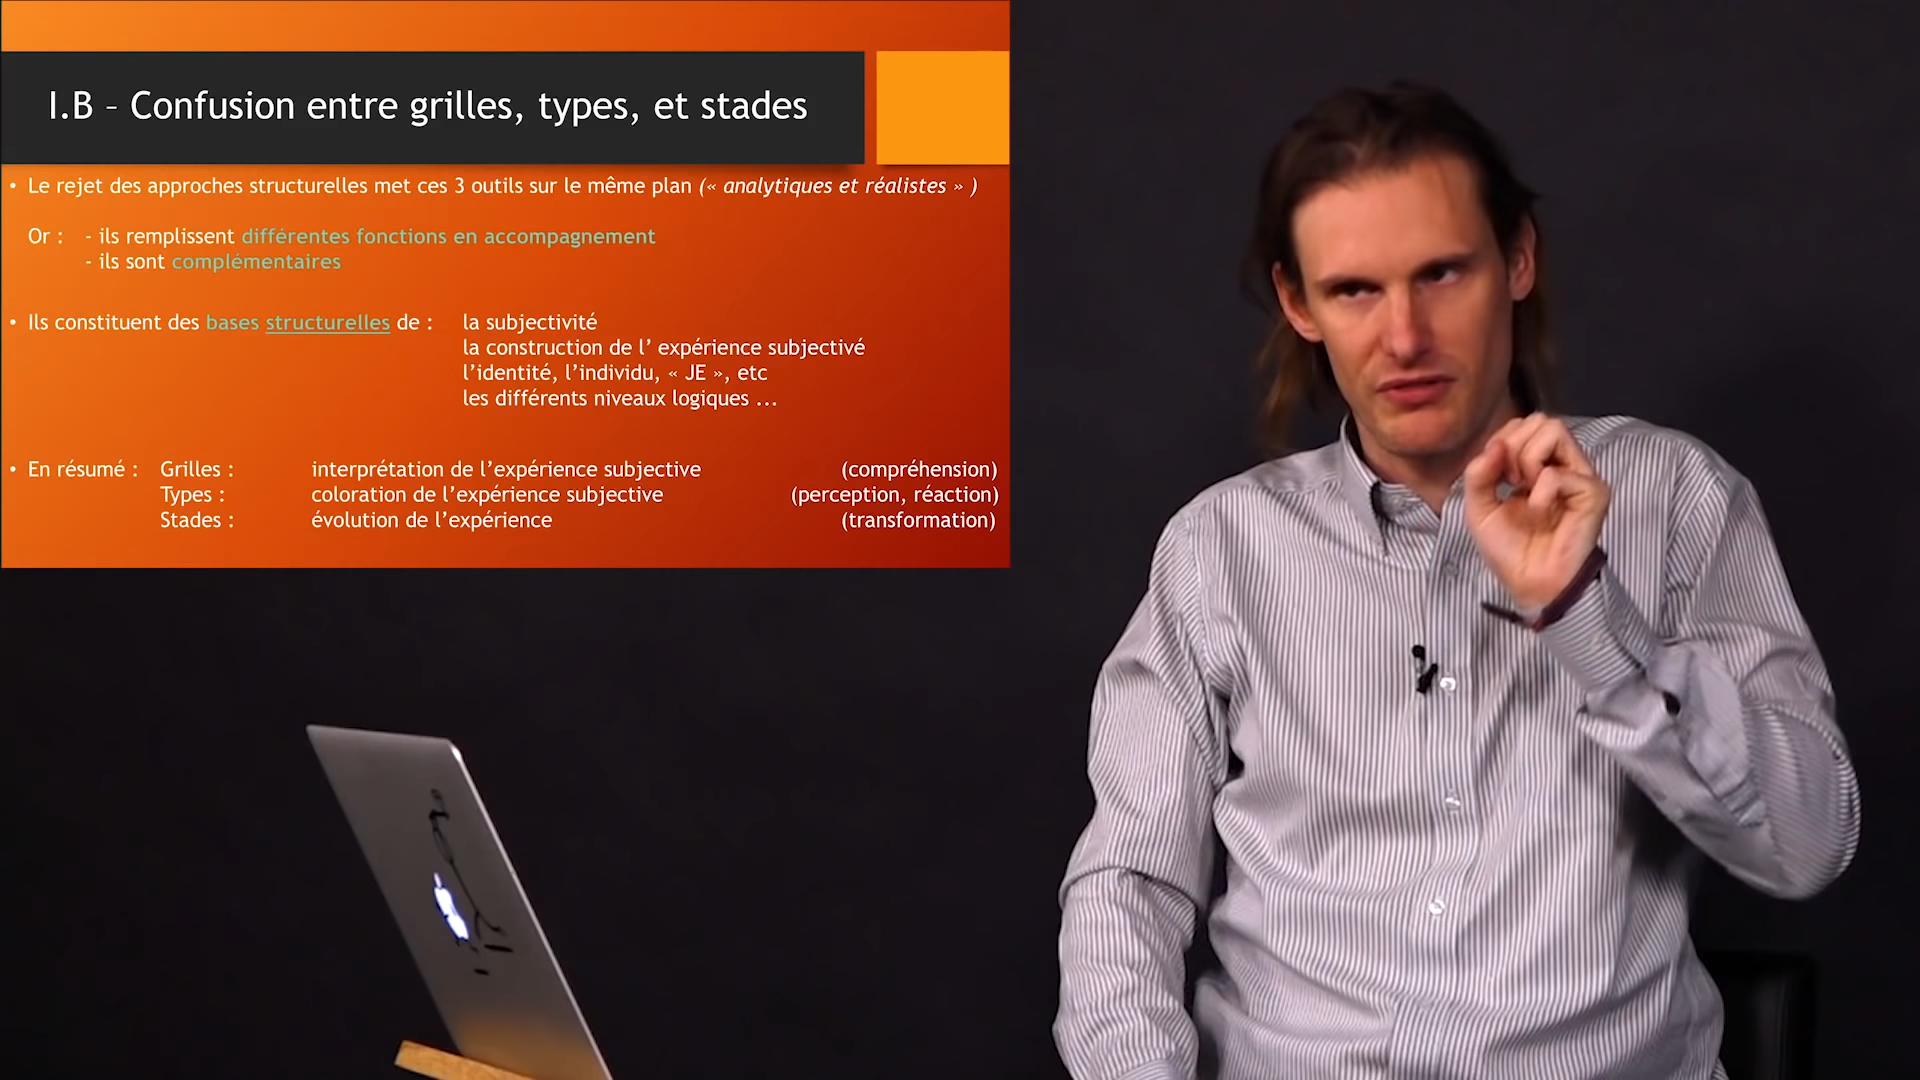 I.B – Confusion entre grilles, types, et stades
• Le rejet des approches structurelles met ces 3 outils sur le même plan (« analytiques et réalistes » )
Or : - ils remplissent différentes fonctions en accompagnement
- ils sont complémentaires
• Ils constituent des bases structurelles de : la subjectivité
la construction de l’ expérience subjectivé
l’identité, l’individu, « JE », etc
les différents niveaux logiques ...
• En résumé : Grilles : interprétation de l’expérience subjective (compréhension)
Types : coloration de l’expérience subjective (perception, réaction)
Stades : évolution de l’expérience (transformation)